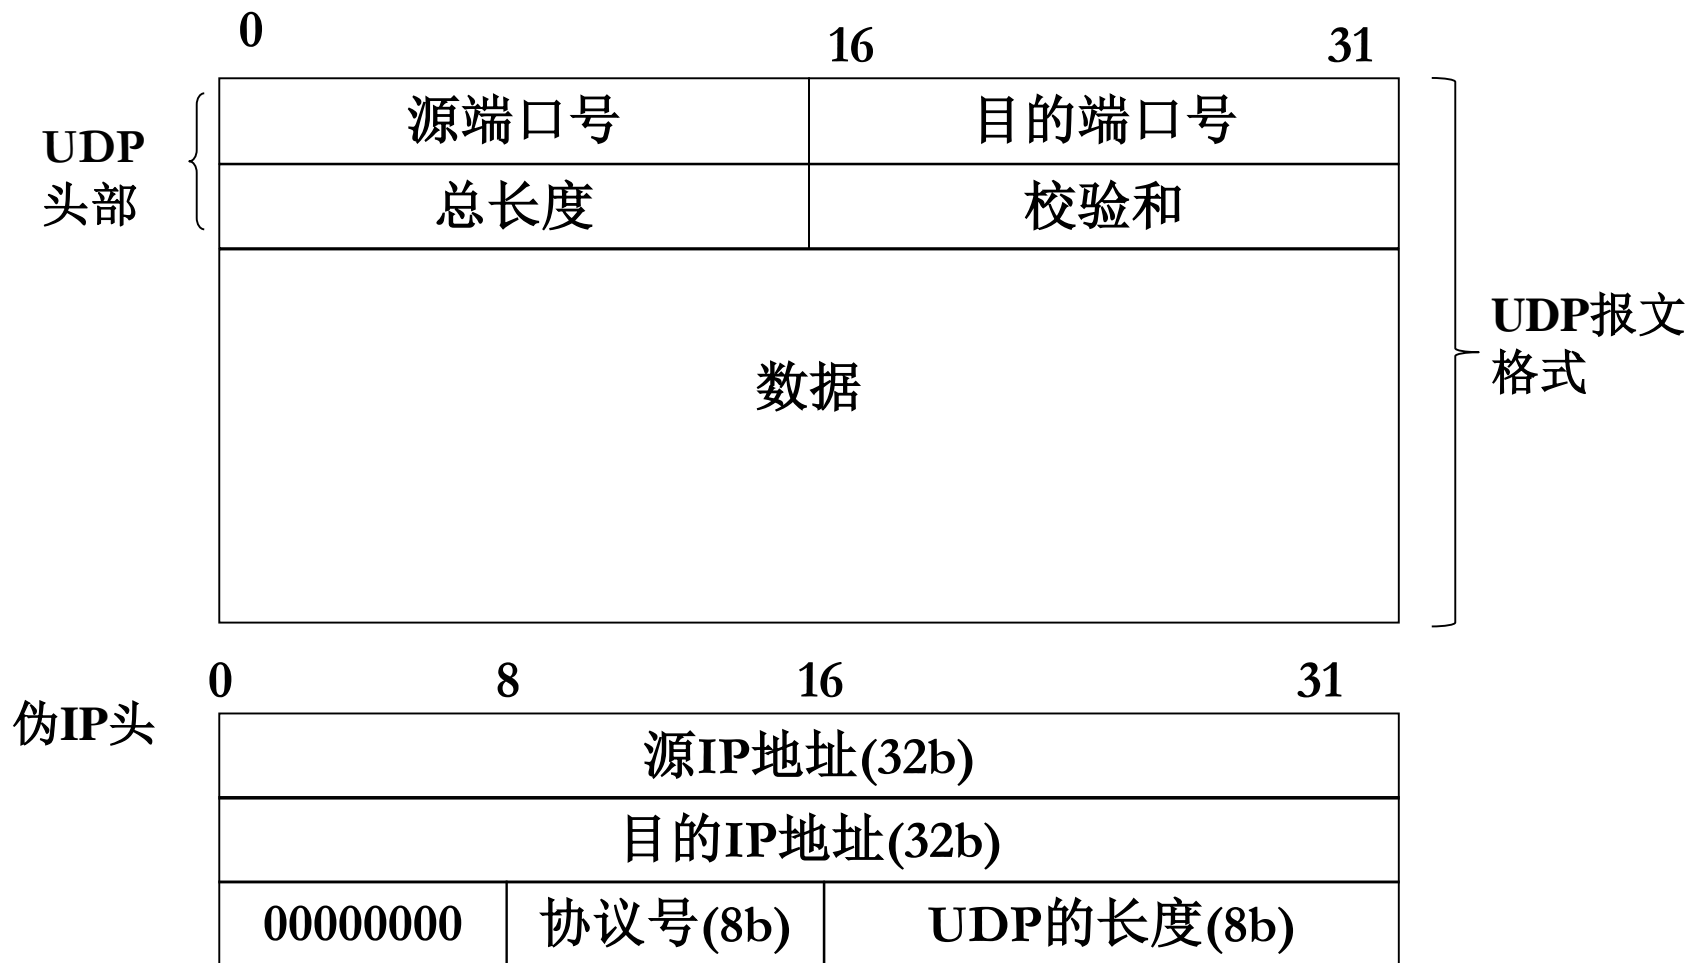 0 16 31
源端口号 目的端口号
UDP
头部
总长度 校验和
数据
UDP报文
格式
0 8 16 31
伪IP头
源IP地址(32b)
目的IP地址(32b)
00000000 协议号(8b) UDP的长度(8b)